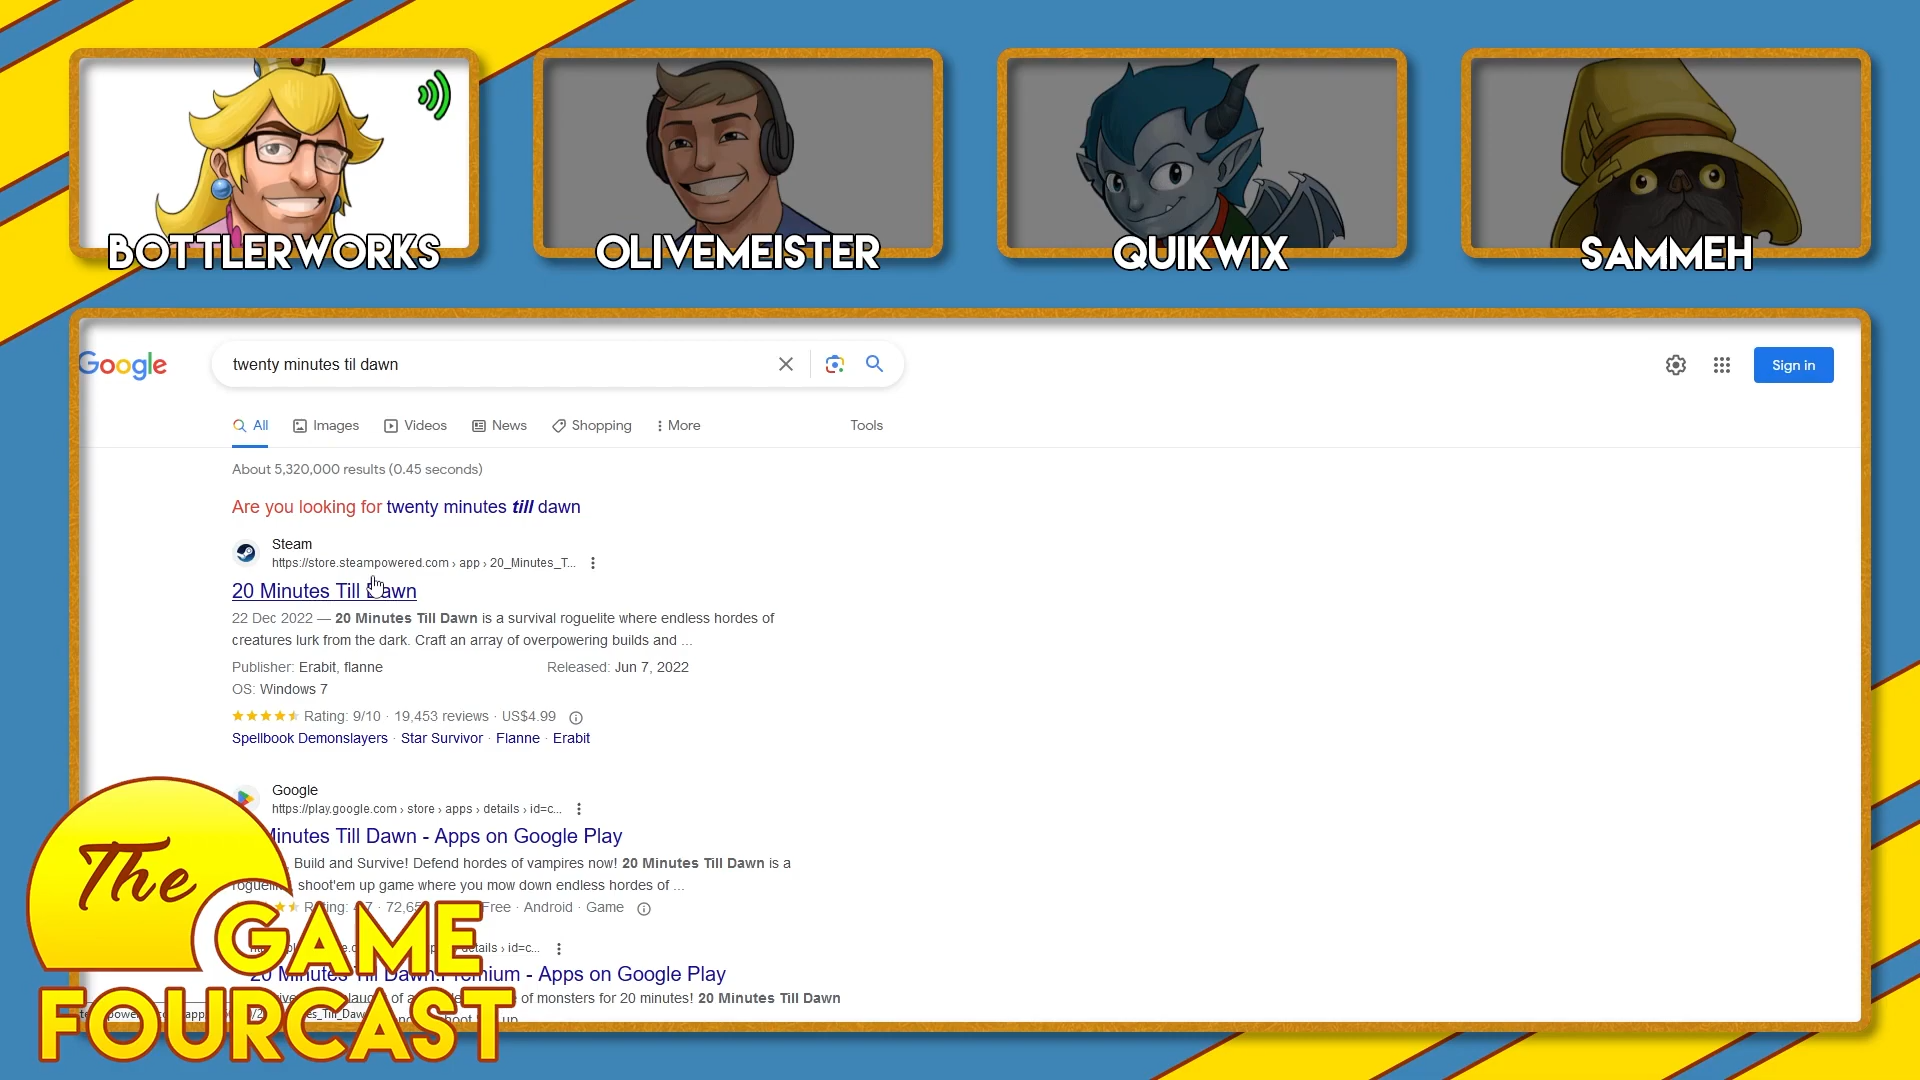 BOTTLERWORKS
OLIVEMEISTER
QUIKWIX
SAMMEH
Google
twenty minutes til dawn
Sign in
All
Images
Videos
News
Shopping
More
Tools
About 5,320,000 results (0.45 seconds)
Are you looking for twenty minutes till dawn
Steam
https://store.steampowered.com › app › 20_Minutes_T...
20 Minutes Till Dawn
22 Dec 2022 — 20 Minutes Till Dawn is a survival roguelite where endless hordes of
creatures lurk from the dark. Craft an array of overpowering builds and ...
Publisher: Erabit, flanne
Released: Jun 7, 2022
OS: Windows 7
Rating: 9/10 · 19,453 reviews · US$4.99
Spellbook Demonslayers · Star Survivor · Flanne · Erabit
Google
https://play.google.com › store › apps › details › id=c...
Minutes Till Dawn - Apps on Google Play
Build and Survive! Defend hordes of vampires now! 20 Minutes Till Dawn is a
shoot'em up game where you mow down endless hordes of ...
Free · Android · Game
details › id=c...
20 Minutes Till Dawn:Premium - Apps on Google Play
of monsters for 20 minutes! 20 Minutes Till Dawn
The
GAME
FOURCAST